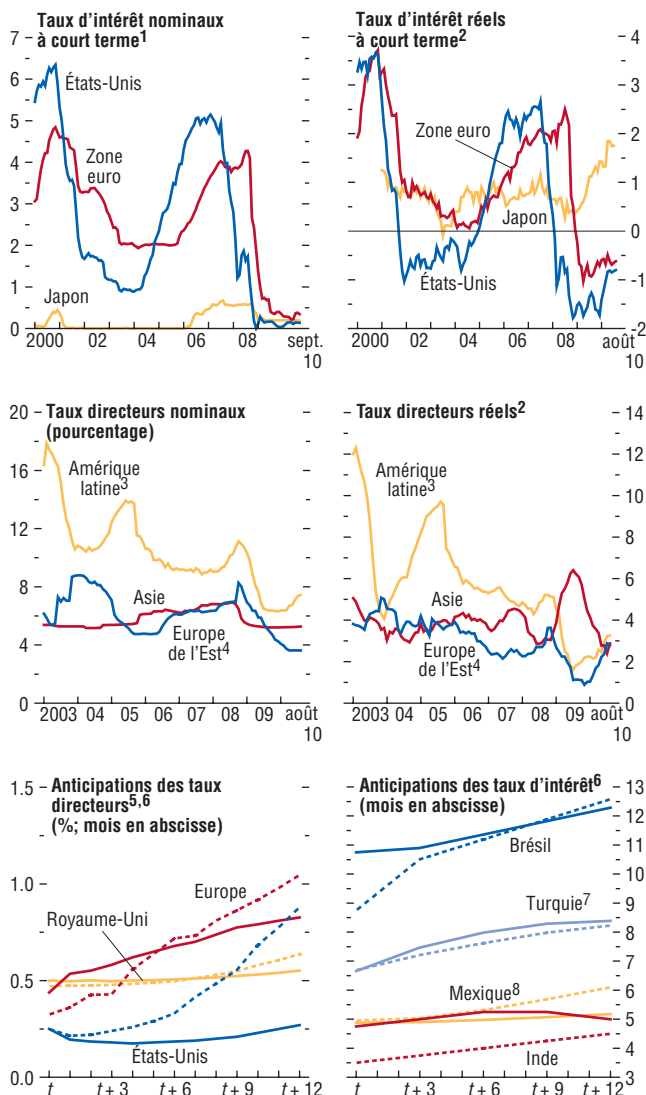 Taux d'intérêt nominaux
à court terme¹
7
6
5
4
3
2
1
0
États-Unis
Zone
euro
Japon
2000 02 04 06 08 sept.
10
Taux d'intérêt réels
à court terme²
4
3
2
1
0
-1
-2
Zone euro
Japon
États-Unis
2000 02 04 06 08 août
10
Taux directeurs nominaux
(pourcentage)
20
16
12
8
4
0
Amérique
latine³
Asie
Europe
de l'Est⁴
2003 04 05 06 07 08 09 août
10
Taux directeurs réels²
14
12
10
8
6
4
2
0
Amérique
latine³
Asie
Europe
de l'Est⁴
2003 04 05 06 07 08 09 août
10
Anticipations des taux
directeurs⁵,⁶
(%; mois en abscisse)
1.5
1.0
0.5
0.0
Europe
Royaume-Uni
États-Unis
t t + 3 t + 6 t + 9 t + 12
Anticipations des taux d'intérêt⁶
(mois en abscisse)
13
12
11
10
9
8
7
6
5
4
3
Brésil
Turquie⁷
Mexique⁸
Inde
t t + 3 t + 6 t + 9 t + 12